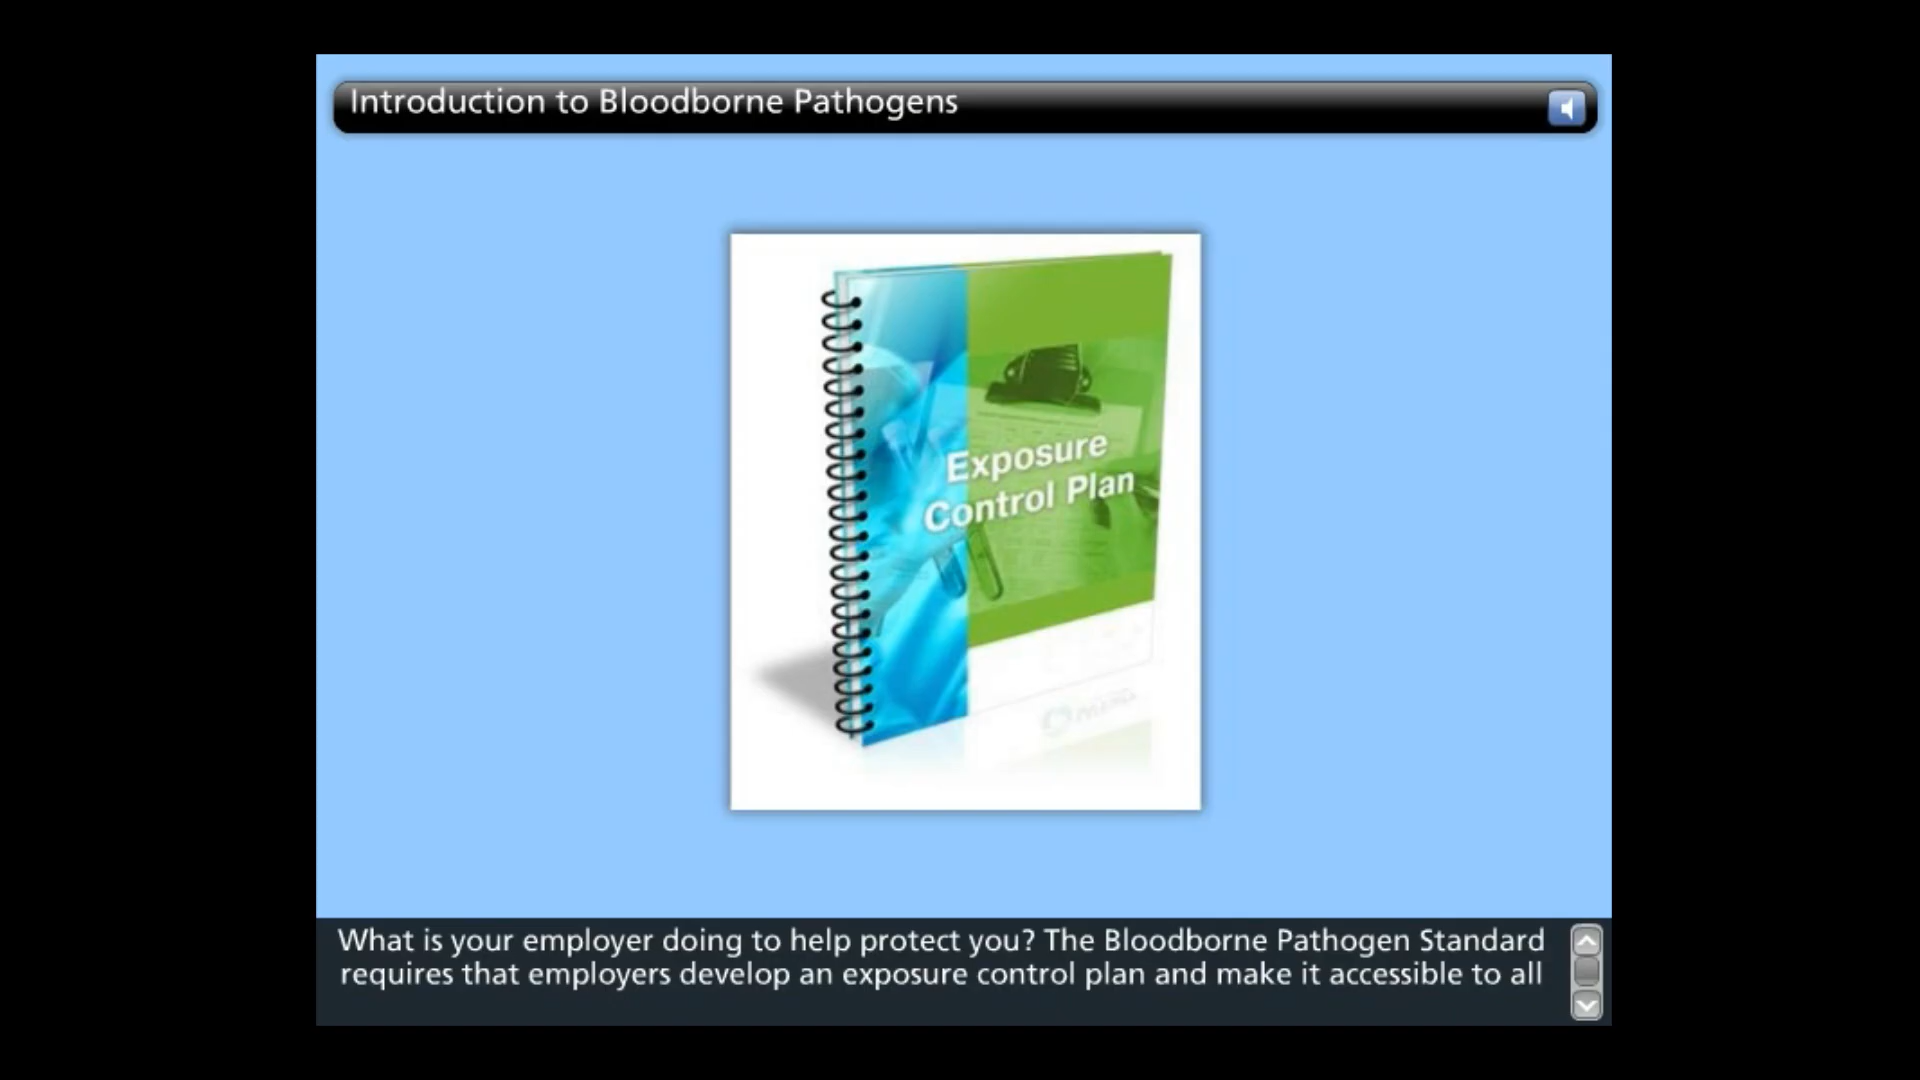 Introduction to Bloodborne Pathogens
Exposure
Control Plan
What is your employer doing to help protect you? The Bloodborne Pathogen Standard
requires that employers develop an exposure control plan and make it accessible to all